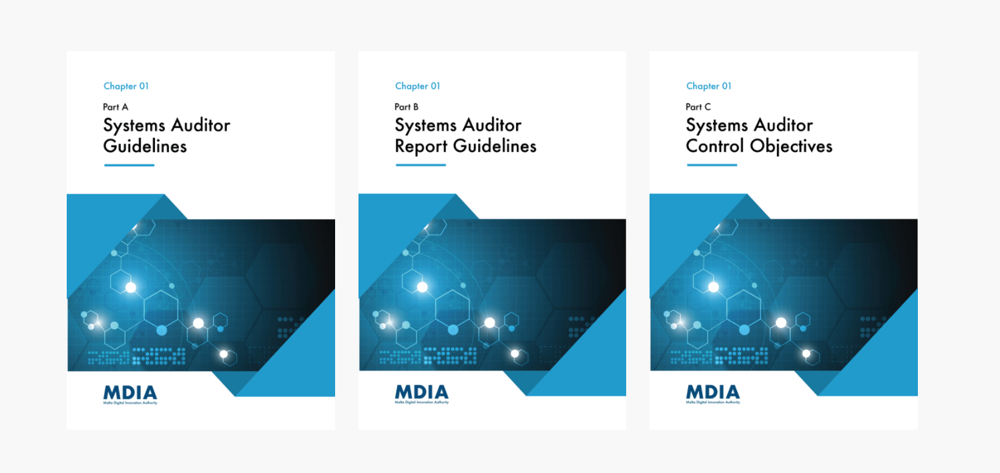 Chapter 01
Part A
Systems Auditor
Guidelines
MDIA
Malta Digital Innovation Authority
Chapter 01
Part B
Systems Auditor
Report Guidelines
MDIA
Malta Digital Innovation Authority
Chapter 01
Part C
Systems Auditor
Control Objectives
MDIA
Malta Digital Innovation Authority